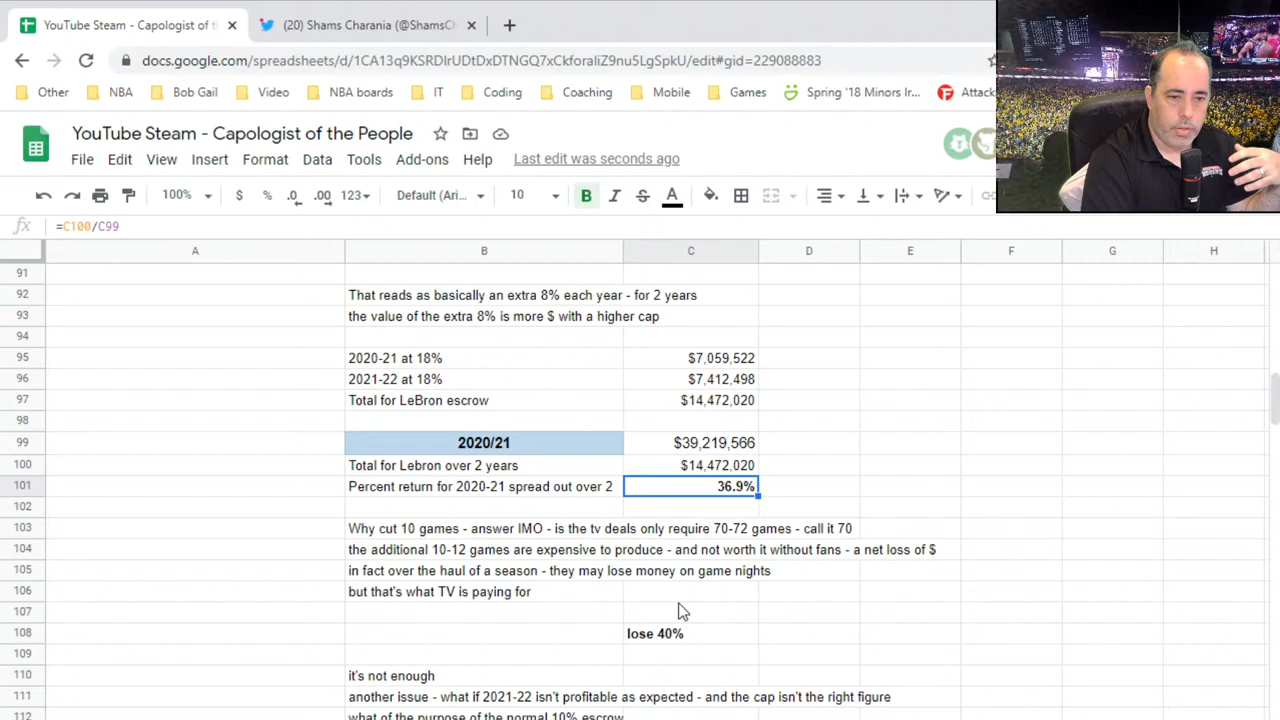 YouTube Steam - Capologist of t
(20) Shams Charania (@ShamsCh
docs.google.com/spreadsheets/d/1CA13q9KSRDIrUDtDxDTNGQ7xCkforaIiZ9nu5LgSpkU/edit#gid=229088883
Other NBA Bob Gail Video NBA boards IT Coding Coaching Mobile Games Spring '18 Minors Ir... Attack
YouTube Steam - Capologist of the People
File Edit View Insert Format Data Tools Add-ons Help Last edit was seconds ago
100% $ % .0 .00 123 Default (Ari... 10 B I S A
fx =C100/C99
A B C D E F G H
91
92 That reads as basically an extra 8% each year - for 2 years
93 the value of the extra 8% is more $ with a higher cap
94
95 2020-21 at 18% $7,059,522
96 2021-22 at 18% $7,412,498
97 Total for LeBron escrow $14,472,020
98
99 2020/21 $39,219,566
100 Total for Lebron over 2 years $14,472,020
101 Percent return for 2020-21 spread out over 2 36.9%
102
103 Why cut 10 games - answer IMO - is the tv deals only require 70-72 games - call it 70
104 the additional 10-12 games are expensive to produce - and not worth it without fans - a net loss of $
105 in fact over the haul of a season - they may lose money on game nights
106 but that's what TV is paying for
107
108 lose 40%
109
110 it's not enough
111 another issue - what if 2021-22 isn't profitable as expected - and the cap isn't the right figure
112 what of the purpose of the normal 10% escrow